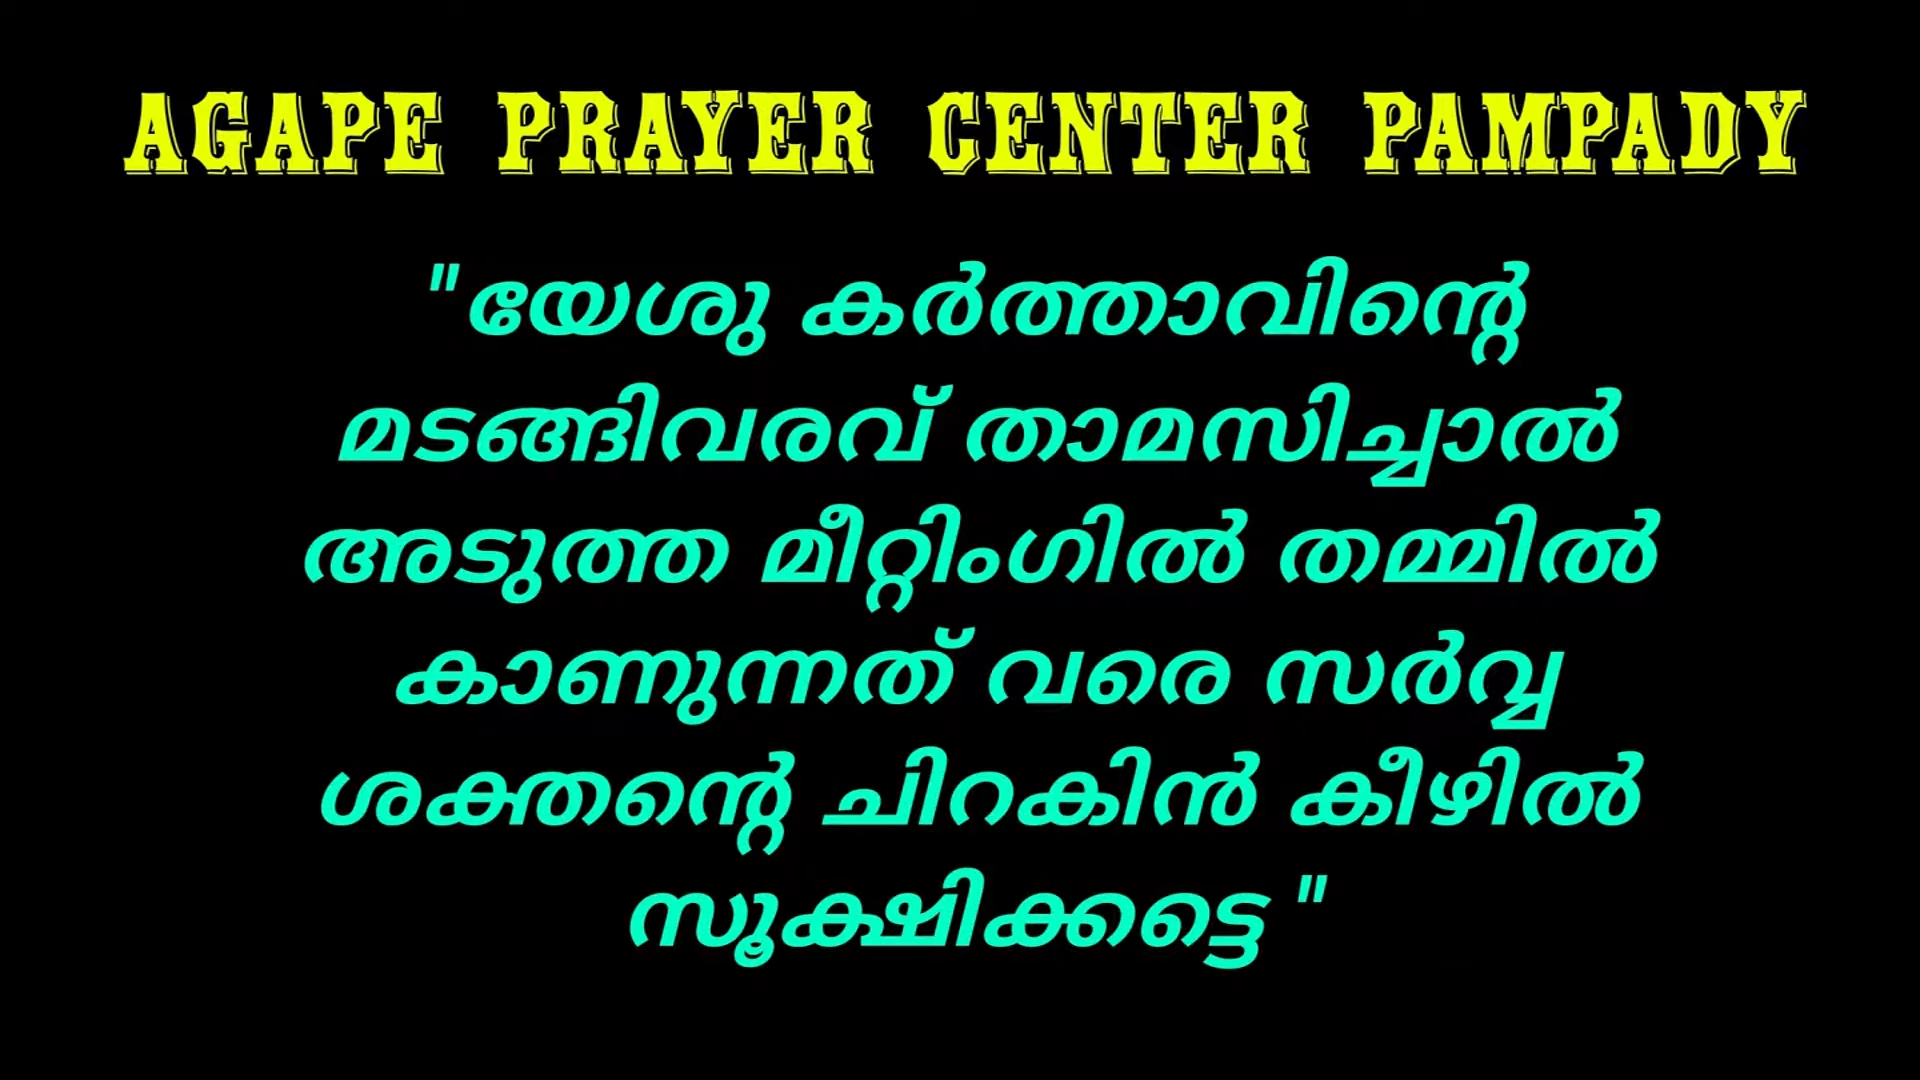 AGAPE PRAYER CENTER PAMPADY
"യേശു കർത്താവിന്റെ
മടങ്ങിവരവ് താമസിച്ചാൽ
അടുത്ത മീറ്റിംഗിൽ തമ്മിൽ
കാണുന്നത് വരെ സർവ്വ
ശക്തന്റെ ചിറകിൻ കീഴിൽ
സൂക്ഷിക്കട്ടെ "